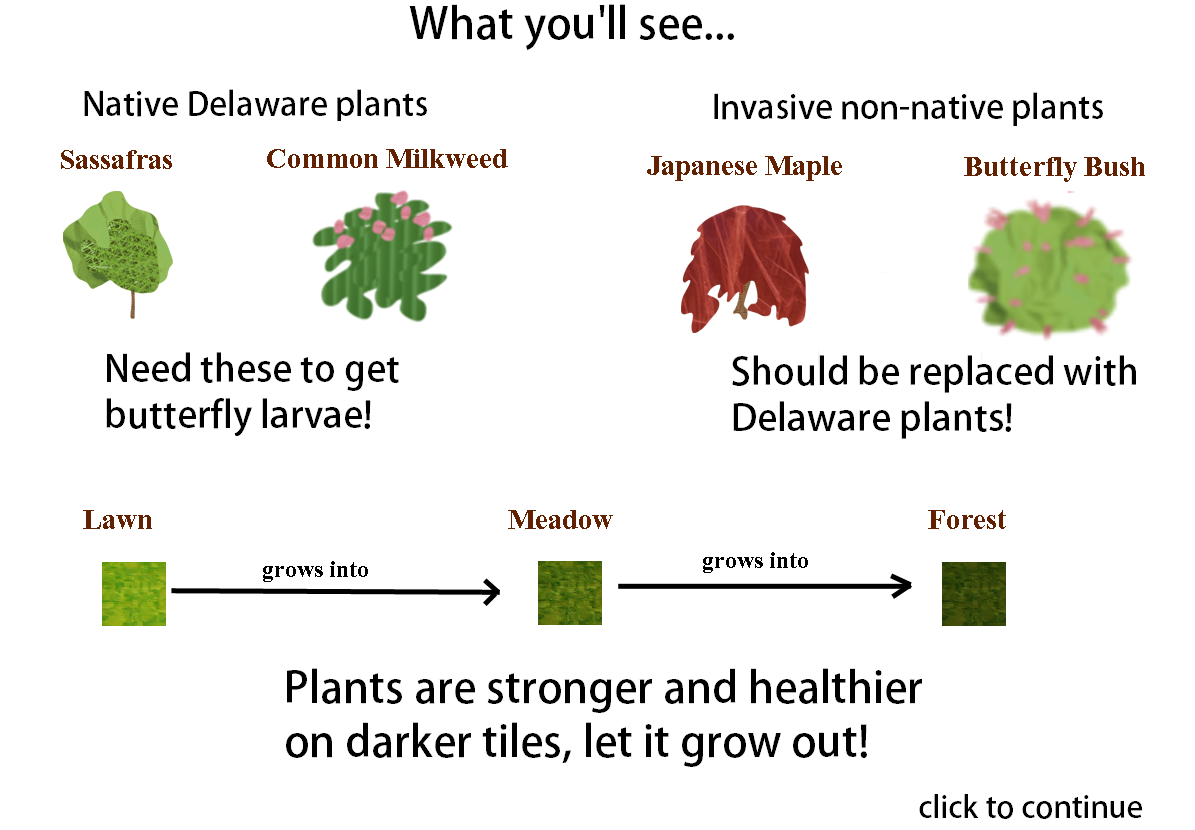 What you'll see...
Native Delaware plants
Invasive non-native plants
Sassafras
Common Milkweed
Japanese Maple
Butterfly Bush
Need these to get
butterfly larvae!
Should be replaced with
Delaware plants!
Lawn
Meadow
Forest
grows into
grows into
Plants are stronger and healthier
on darker tiles, let it grow out!
click to continue